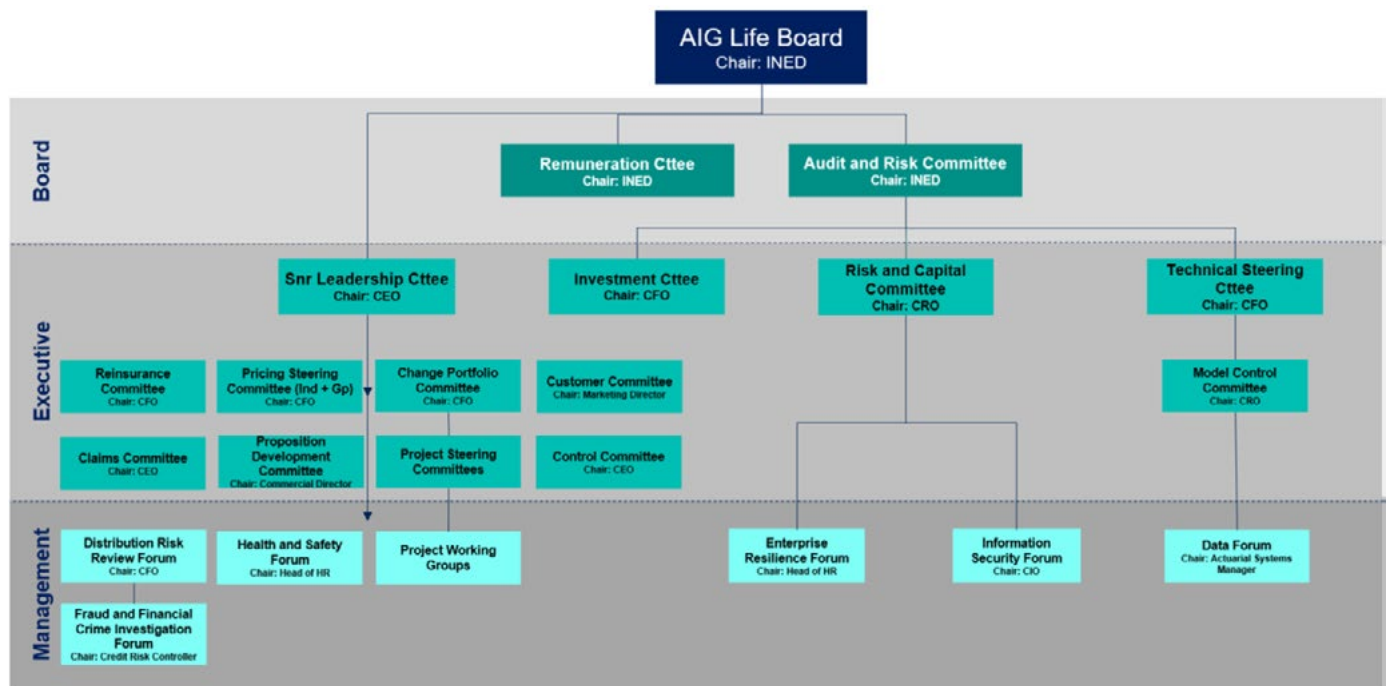 AIG Life Board
Chair: INED
Board
Remuneration Cttee
Chair: INED
Audit and Risk Committee
Chair: INED
Executive
Snr Leadership Cttee
Chair: CEO
Investment Cttee
Chair: CFO
Risk and Capital
Committee
Chair: CRO
Technical Steering
Cttee
Chair: CFO
Reinsurance
Committee
Chair: CFO
Pricing Steering
Committee (Ind + Gp)
Chair: CFO
Change Portfolio
Committee
Chair: CFO
Customer Committee
Chair: Marketing Director
Model Control
Committee
Chair: CRO
Claims Committee
Chair: CEO
Proposition
Development
Committee
Chair: Commercial Director
Project Steering
Committees
Control Committee
Chair: CEO
Management
Distribution Risk
Review Forum
Chair: CFO
Health and Safety
Forum
Chair: Head of HR
Project Working
Groups
Enterprise
Resilience Forum
Chair: Head of HR
Information
Security Forum
Chair: CIO
Data Forum
Chair: Actuarial Systems
Manager
Fraud and Financial
Crime Investigation
Forum
Chair: Credit Risk Controller